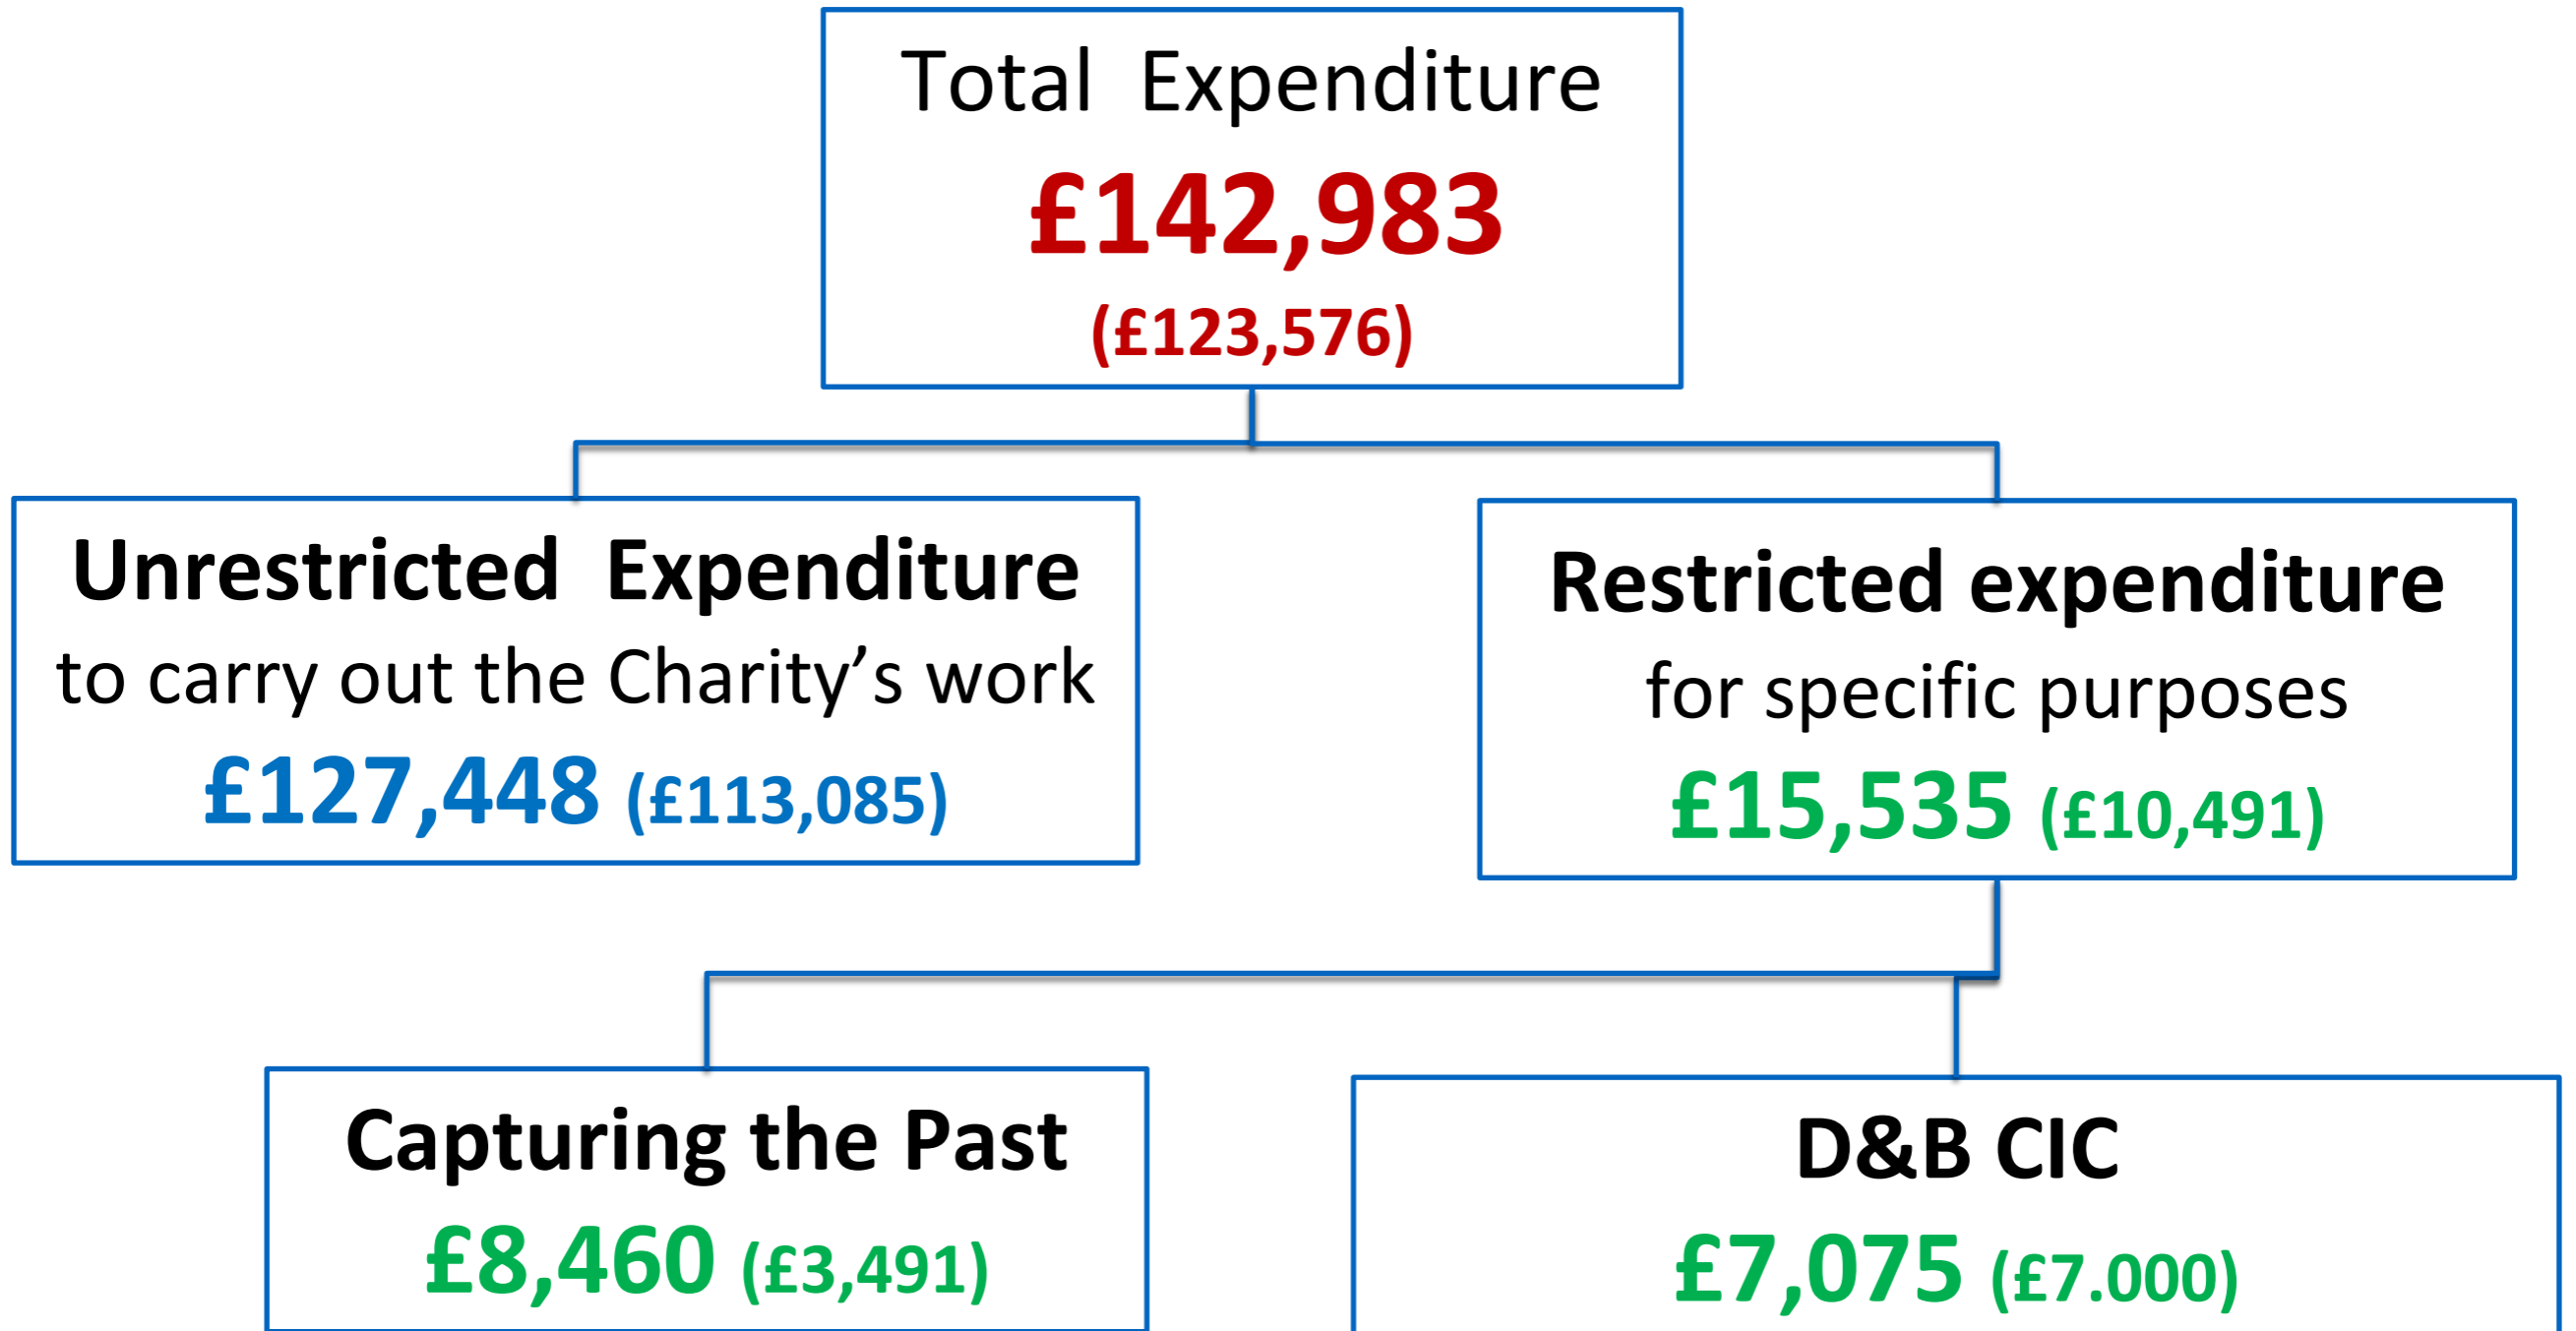 Total Expenditure
£142,983
(£123,576)
Unrestricted Expenditure
to carry out the Charity’s work
£127,448 (£113,085)
Restricted expenditure
for specific purposes
£15,535 (£10,491)
Capturing the Past
£8,460 (£3,491)
D&B CIC
£7,075 (£7.000)